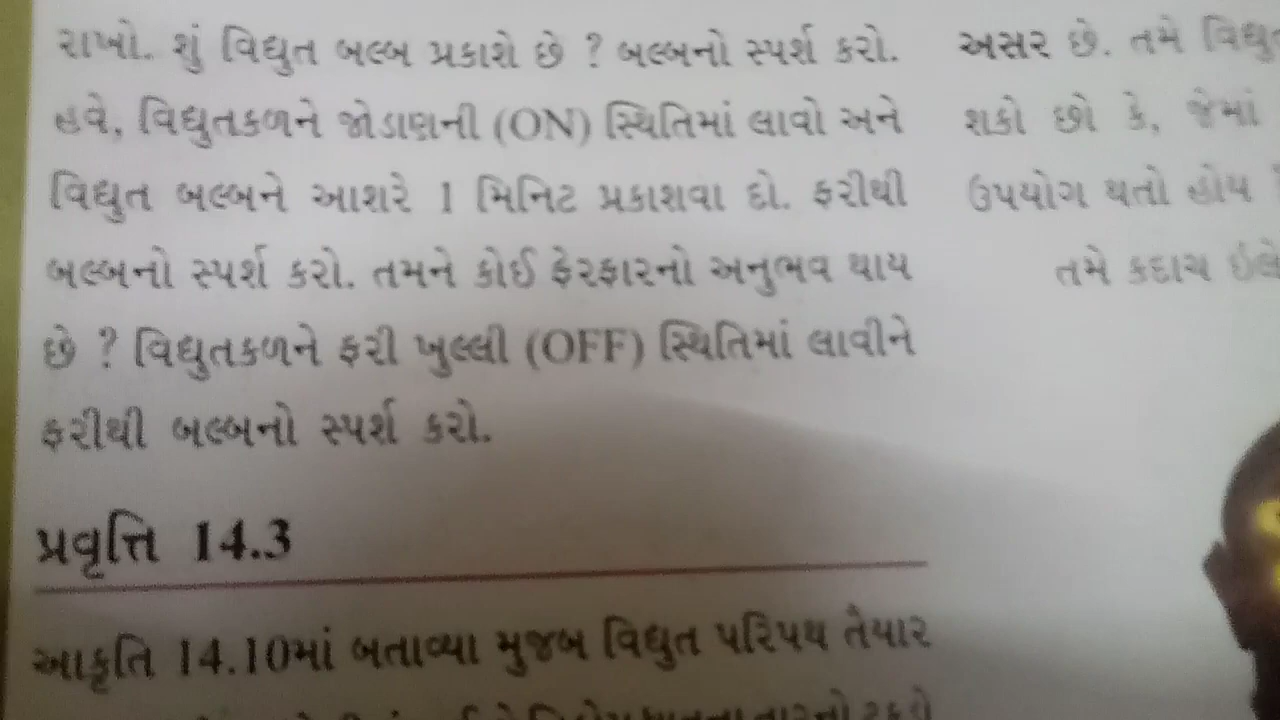 રાખો. શું વિદ્યુત બલ્બ પ્રકાશે છે ? બલ્બનો સ્પર્શ કરો.
હવે, વિદ્યુતકળને જોડાણની (ON) સ્થિતિમાં લાવો અને
વિદ્યુત બલ્બને આશરે 1 મિનિટ પ્રકાશવા દો. ફરીથી
બલ્બનો સ્પર્શ કરો. તમને કોઈ ફેરફારનો અનુભવ થાય
છે ? વિદ્યુતકળને ફરી ખુલ્લી (OFF) સ્થિતિમાં લાવીને
ફરીથી બલ્બનો સ્પર્શ કરો.
પ્રવૃત્તિ 14.3
આકૃતિ 14.10માં બતાવ્યા મુજબ વિદ્યુત પરિપથ તૈયાર
અસર છે. તમે
શકો છો કે, જેમાં
ઉપયોગ થતો હોય
તમે કદાચ